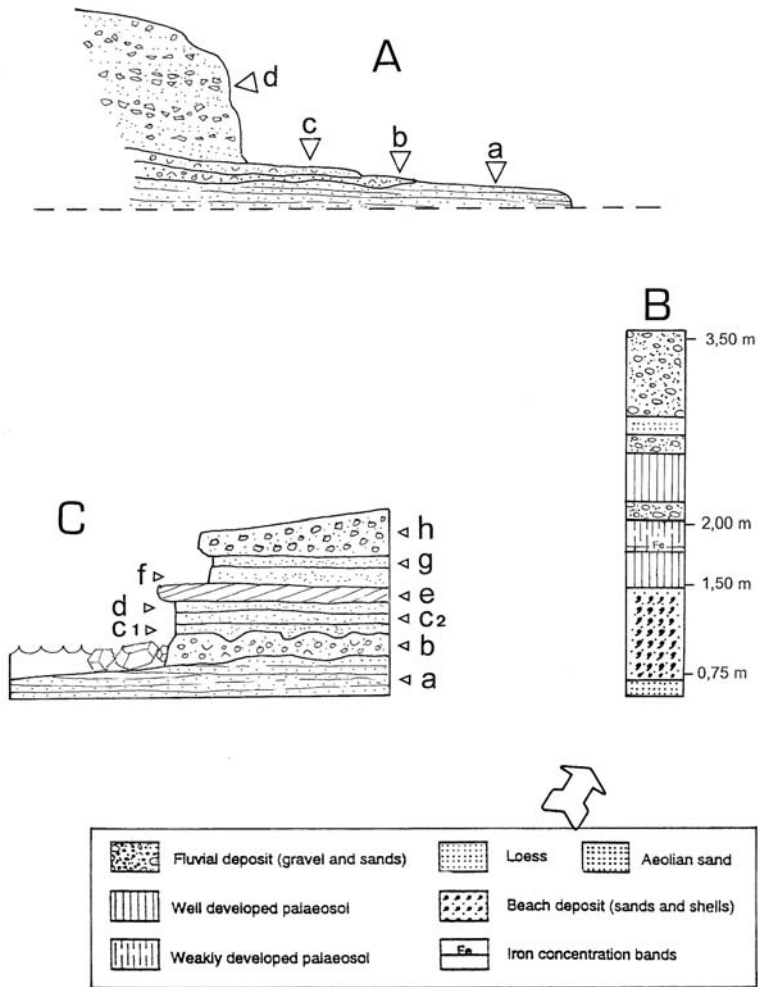 A
d
c
b
a
B
3,50 m
2,00 m
Fe
1,50 m
0,75 m
C
h
g
f
e
d
c2
c1
b
a
Fluvial deposit (gravel and sands)
Loess
Aeolian sand
Well developed palaeosol
Beach deposit (sands and shells)
Weakly developed palaeosol
Fe
Iron concentration bands